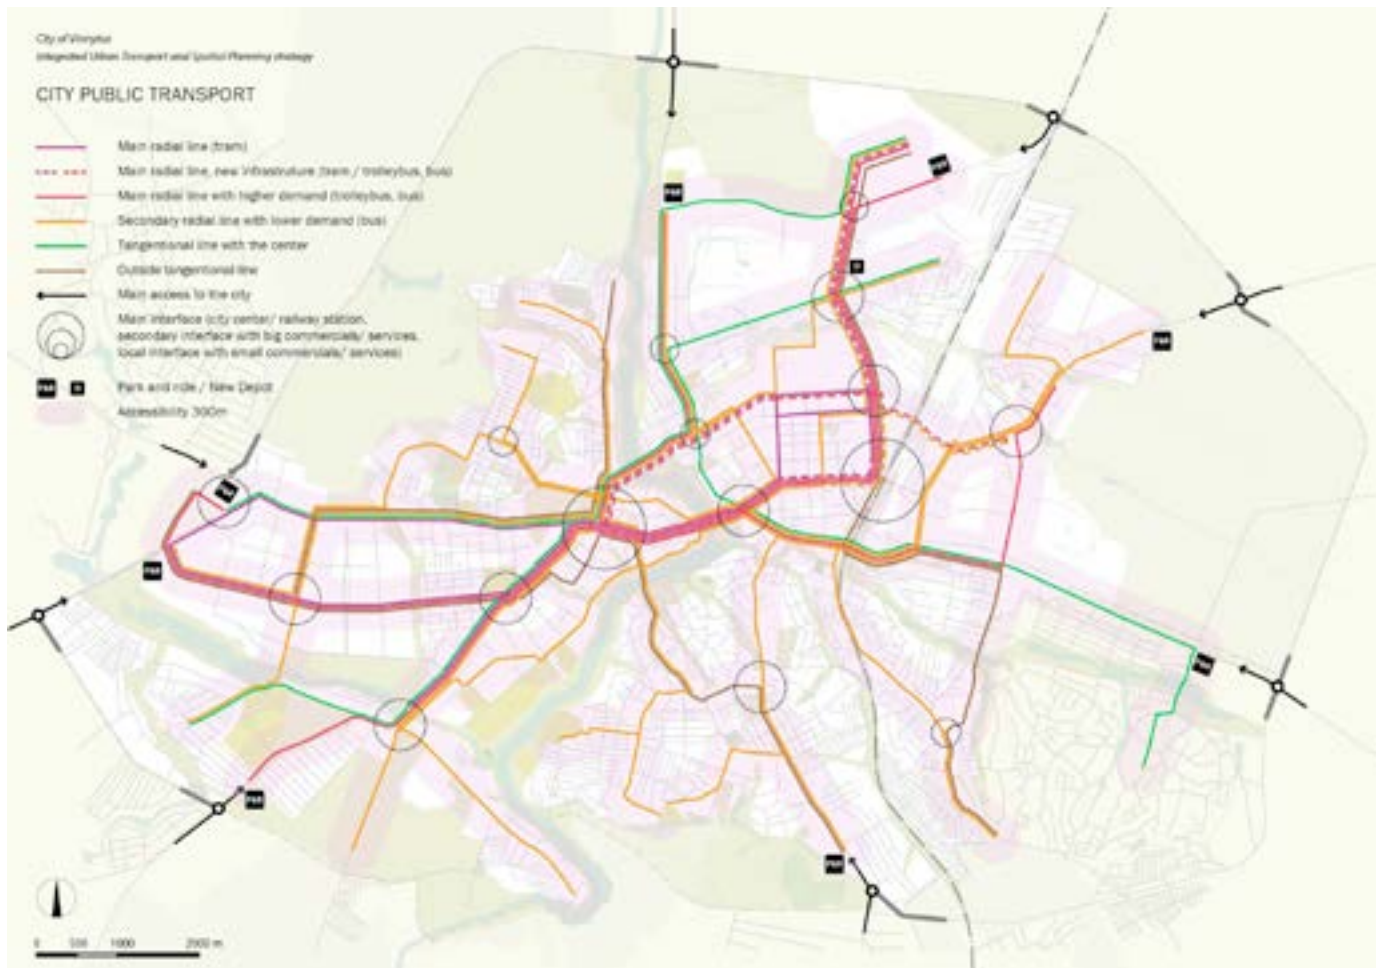 City of Vinnytsia
Integrated Urban Transport and Spatial Planning strategy
CITY PUBLIC TRANSPORT
Main radial line (tram)
Main radial line, new infrastruture (tram / trolleybus, bus)
Main radial line with higher demand (trolleybus, bus)
Secondary radial line with lower demand (bus)
Tangentional line with the center
Outside tangentional line
Main access to the city
Main interface (city center/ railway station,
secondary interface with big commercials/ services,
local interface with small commercials/ services)
P&R
Park and ride / New Depot
Accessibility 300m
P&R
P&R
P&R
P&R
P&R
P&R
P&R
P&R
0 500 1000 2000 m